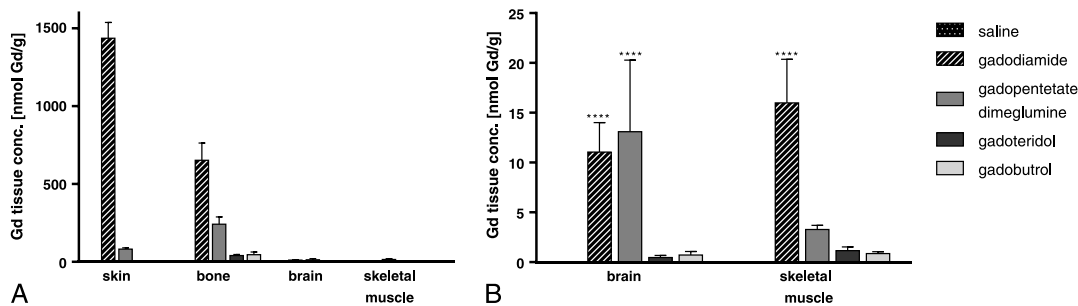 Gd tissue conc. [nmol Gd/g]
1500
1000
500
0
skin
bone
brain
skeletal
muscle
A
Gd tissue conc. [nmol Gd/g]
25
20
15
10
5
0
****
****
****
brain
skeletal
muscle
B
saline
gadodiamide
gadopentetate
dimeglumine
gadoteridol
gadobutrol